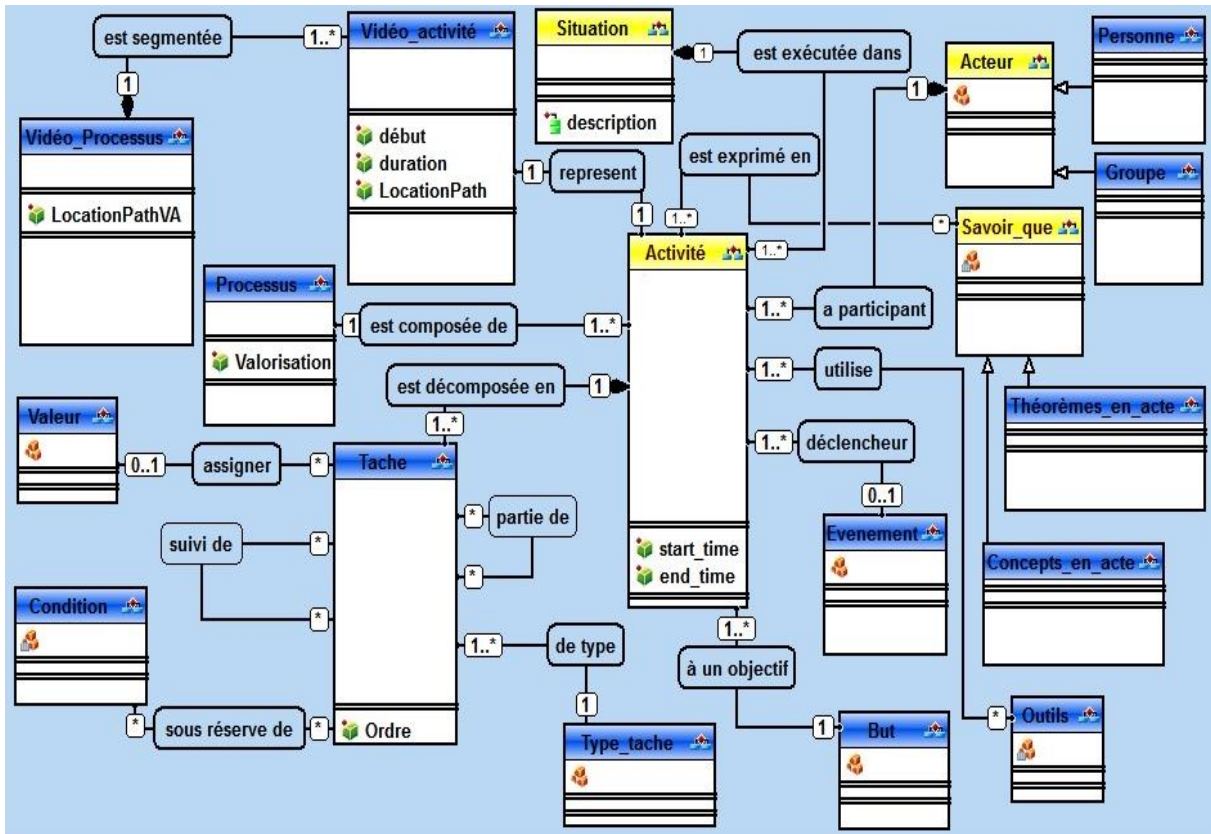 est segmentée
1..*
1
Vidéo_activité
début
duration
LocationPath
Situation
description
1
est exécutée dans
1..*
Acteur
1
Personne
Groupe
Vidéo_Processus
LocationPathVA
1
represent
1
est exprimé en
1..*
*
Savoir_que
Activité
start_time
end_time
Processus
Valorisation
1
est composée de
1..*
1..*
a participant
1..*
utilise
*
est décomposée en
1
1..*
Théorèmes_en_acte
Valeur
0..1
assigner
*
Tache
Ordre
1..*
déclencheur
0..1
Evenement
Concepts_en_acte
*
partie de
*
suivi de
*
*
Condition
*
sous réserve de
*
1..*
de type
1
Type_tache
1..*
à un objectif
1
But
Outils